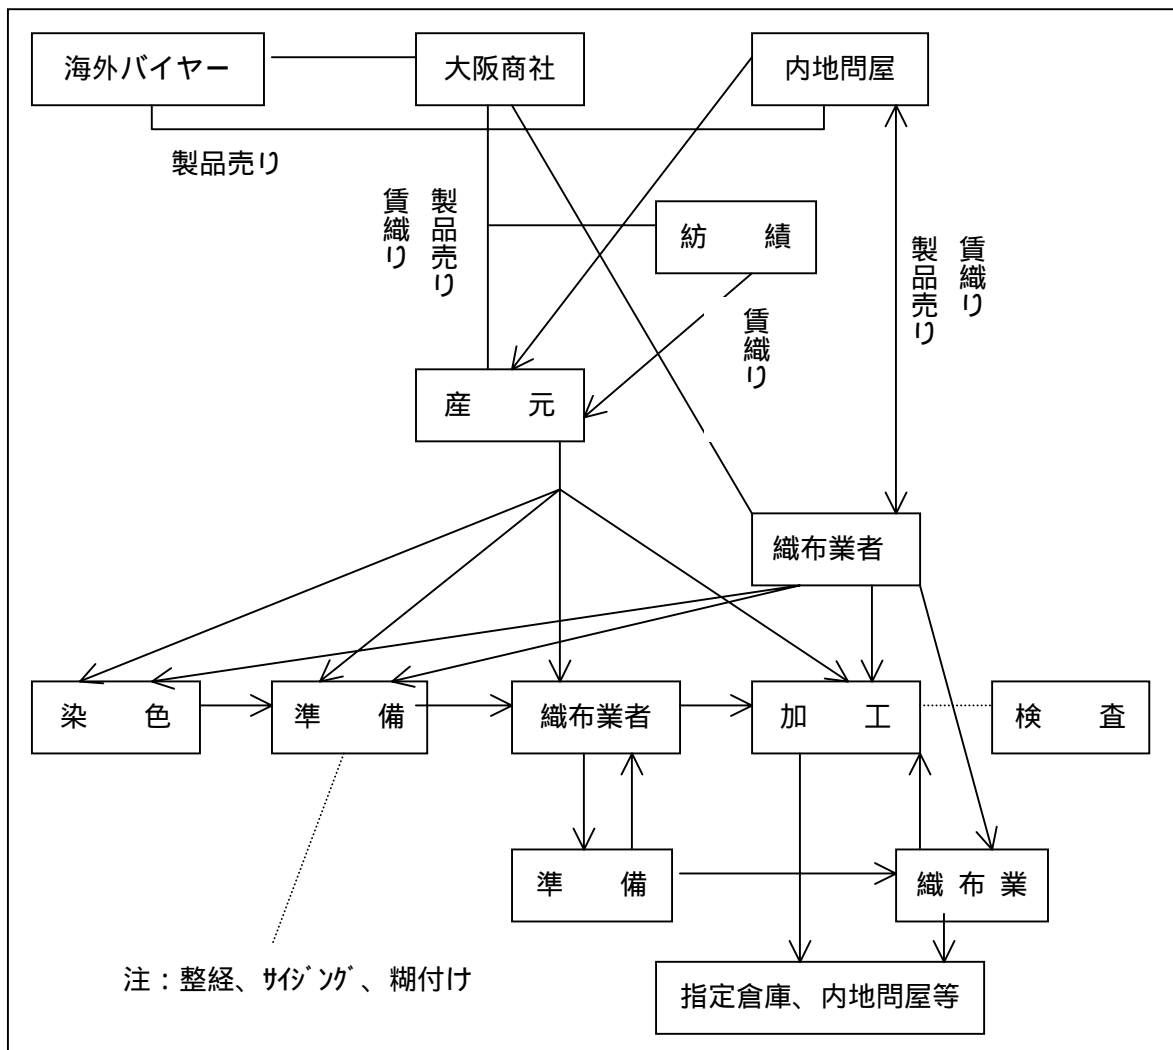 海外バイヤー
大阪商社
内地問屋
製品売り
賃織り
製品売り
紡　績
賃織り
製品売り
賃織り
産　元
織布業者
染　色
準　備
織布業者
加　工
検　査
準　備
織 布 業
注：整経、ｻｲｼﾞﾝｸﾞ、糊付け
指定倉庫、内地問屋等